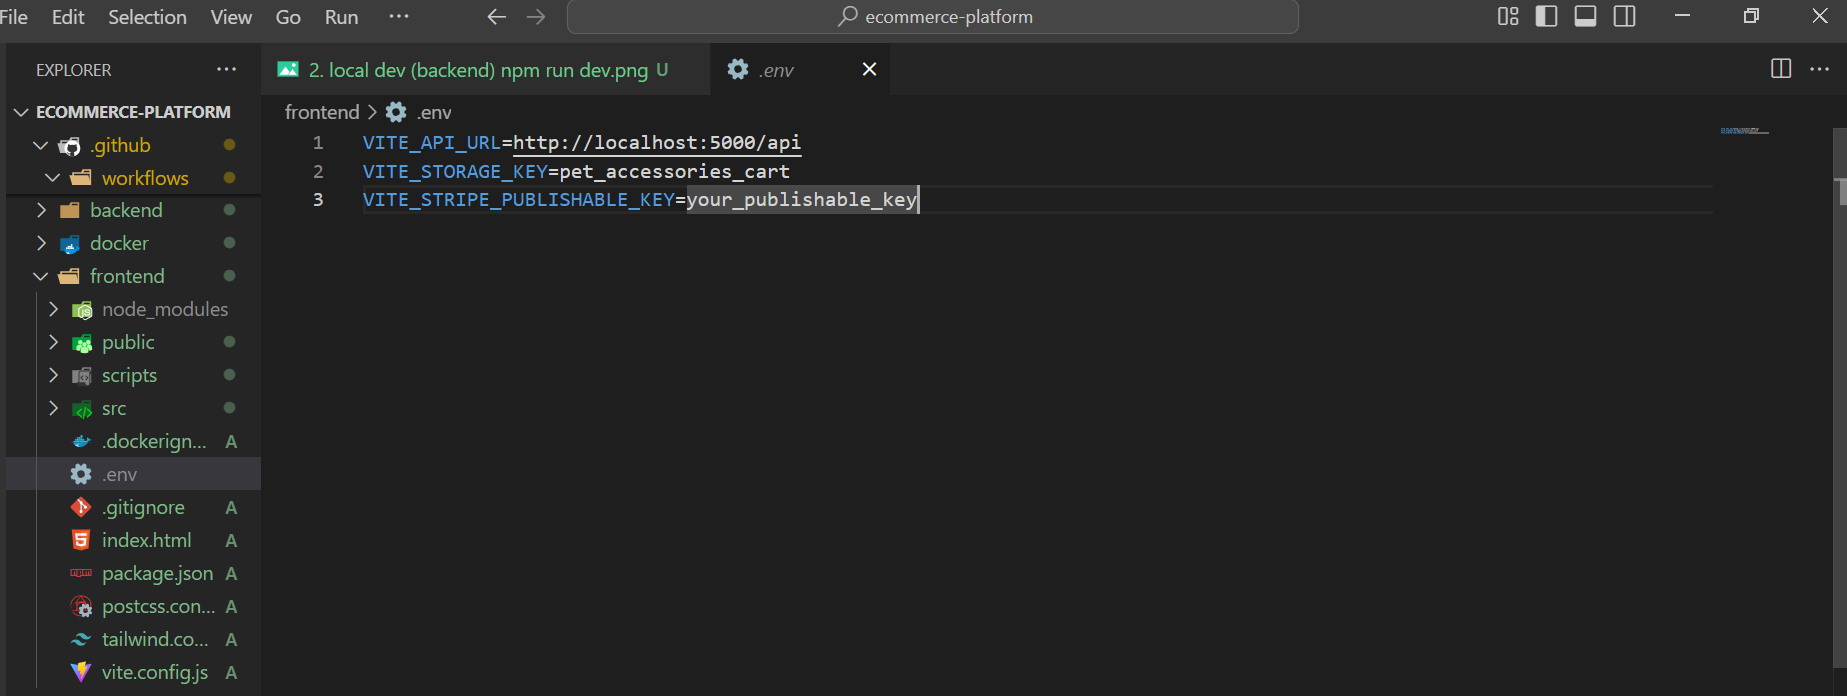 File Edit Selection View Go Run ···
ecommerce-platform
EXPLORER ···
2. local dev (backend) npm run dev.png U
.env
ECOMMERCE-PLATFORM
.github
workflows
backend
docker
frontend
node_modules
public
scripts
src
.dockerign... A
.env
.gitignore A
index.html A
package.json A
postcss.con... A
tailwind.co... A
vite.config.js A
frontend > .env
1 VITE_API_URL=http://localhost:5000/api
2 VITE_STORAGE_KEY=pet_accessories_cart
3 VITE_STRIPE_PUBLISHABLE_KEY=your_publishable_key